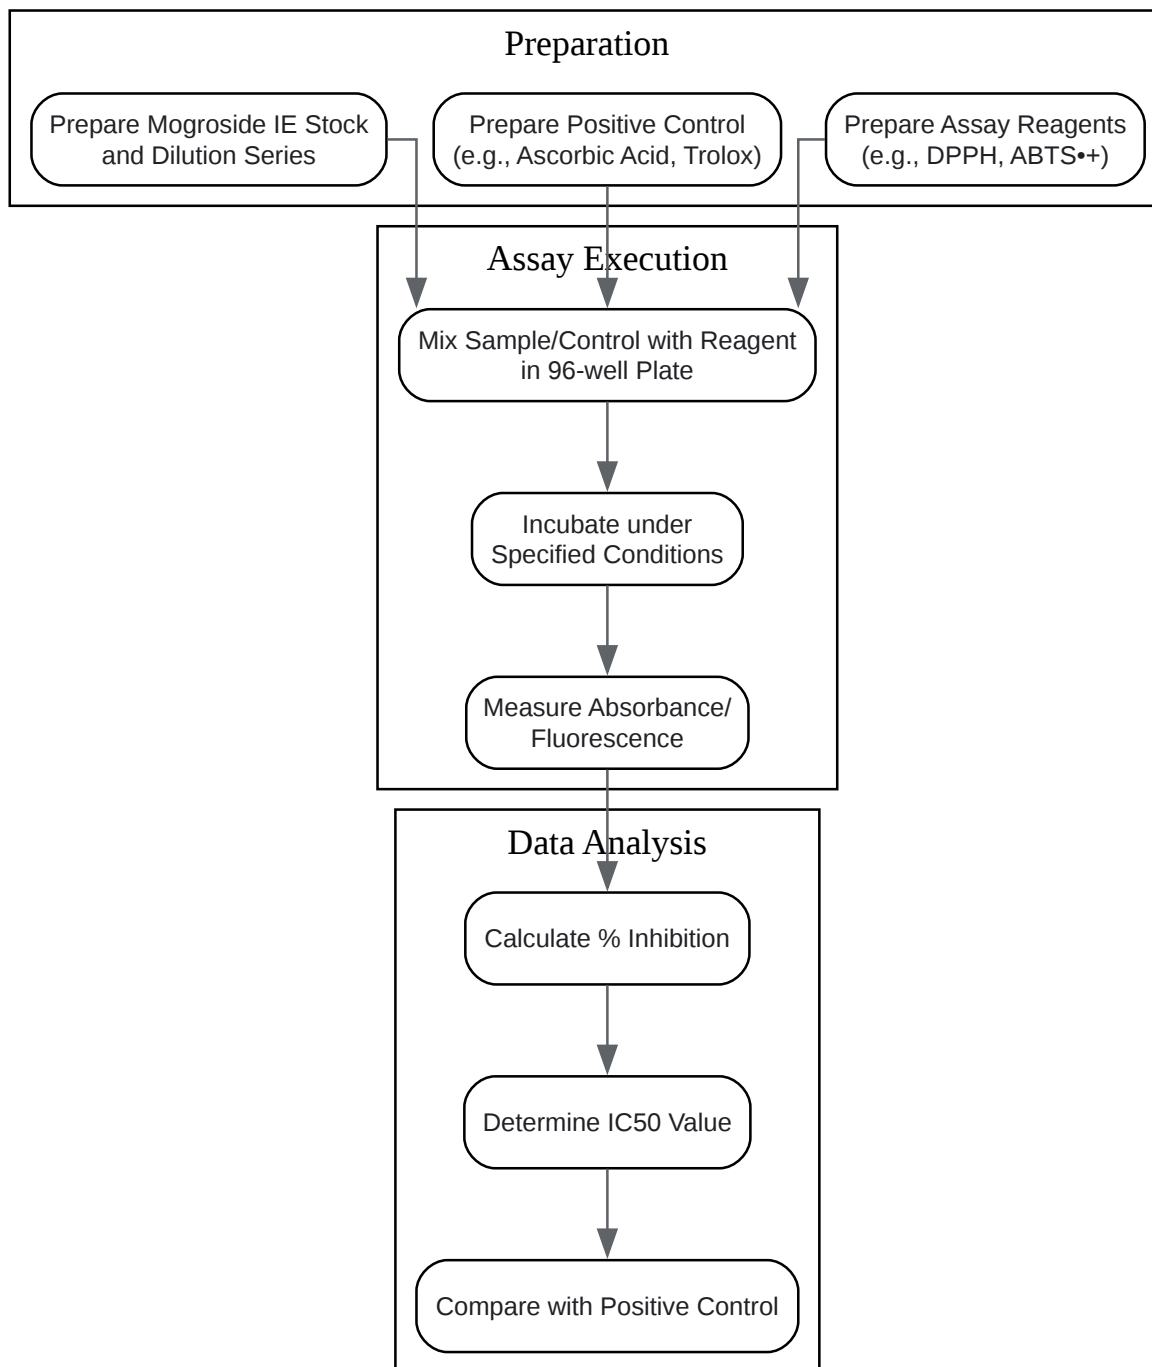 Preparation
Prepare Mogroside IE Stock
and Dilution Series
Prepare Positive Control
(e.g., Ascorbic Acid, Trolox)
Prepare Assay Reagents
(e.g., DPPH, ABTS•+)
Assay Execution
Mix Sample/Control with Reagent
in 96-well Plate
Incubate under
Specified Conditions
Measure Absorbance/
Fluorescence
Data Analysis
Calculate % Inhibition
Determine IC50 Value
Compare with Positive Control